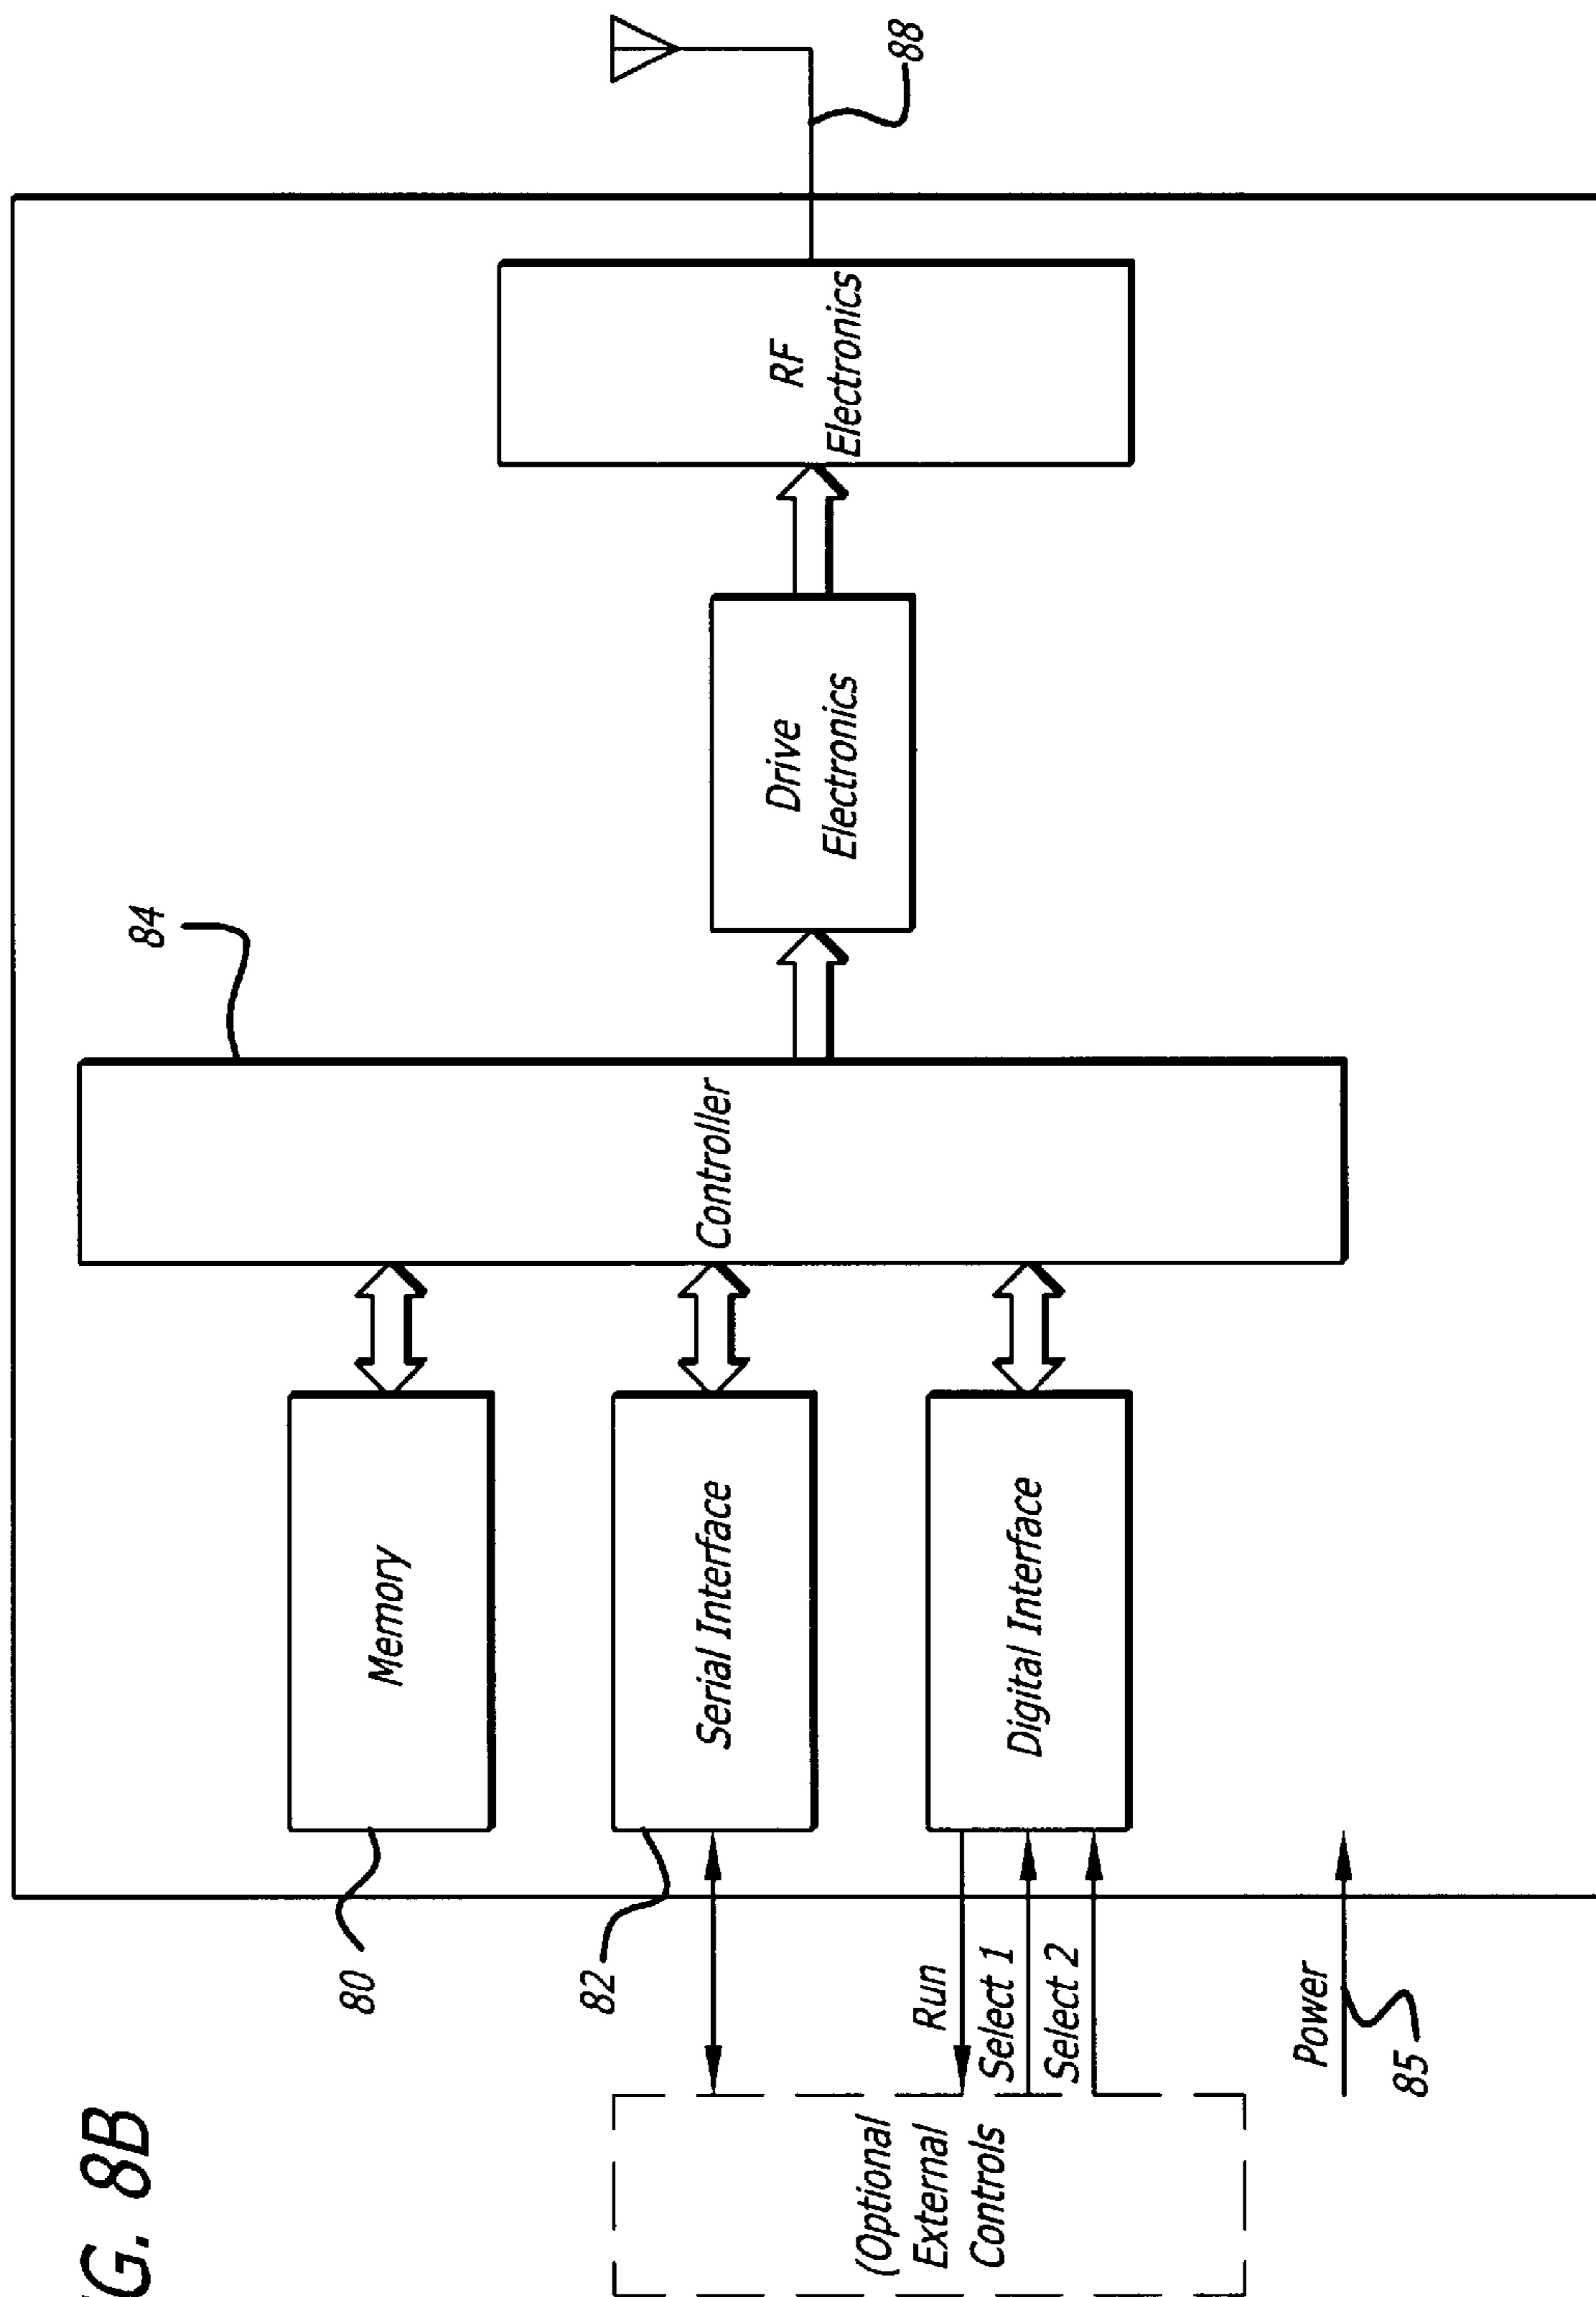 G. 8B
(Optional
External
Controls
Run
Select 1
Select 2
Power
85
80
82
Memory
Serial Interface
Digital Interface
Controller
84
Drive
Electronics
RF
Electronics
88